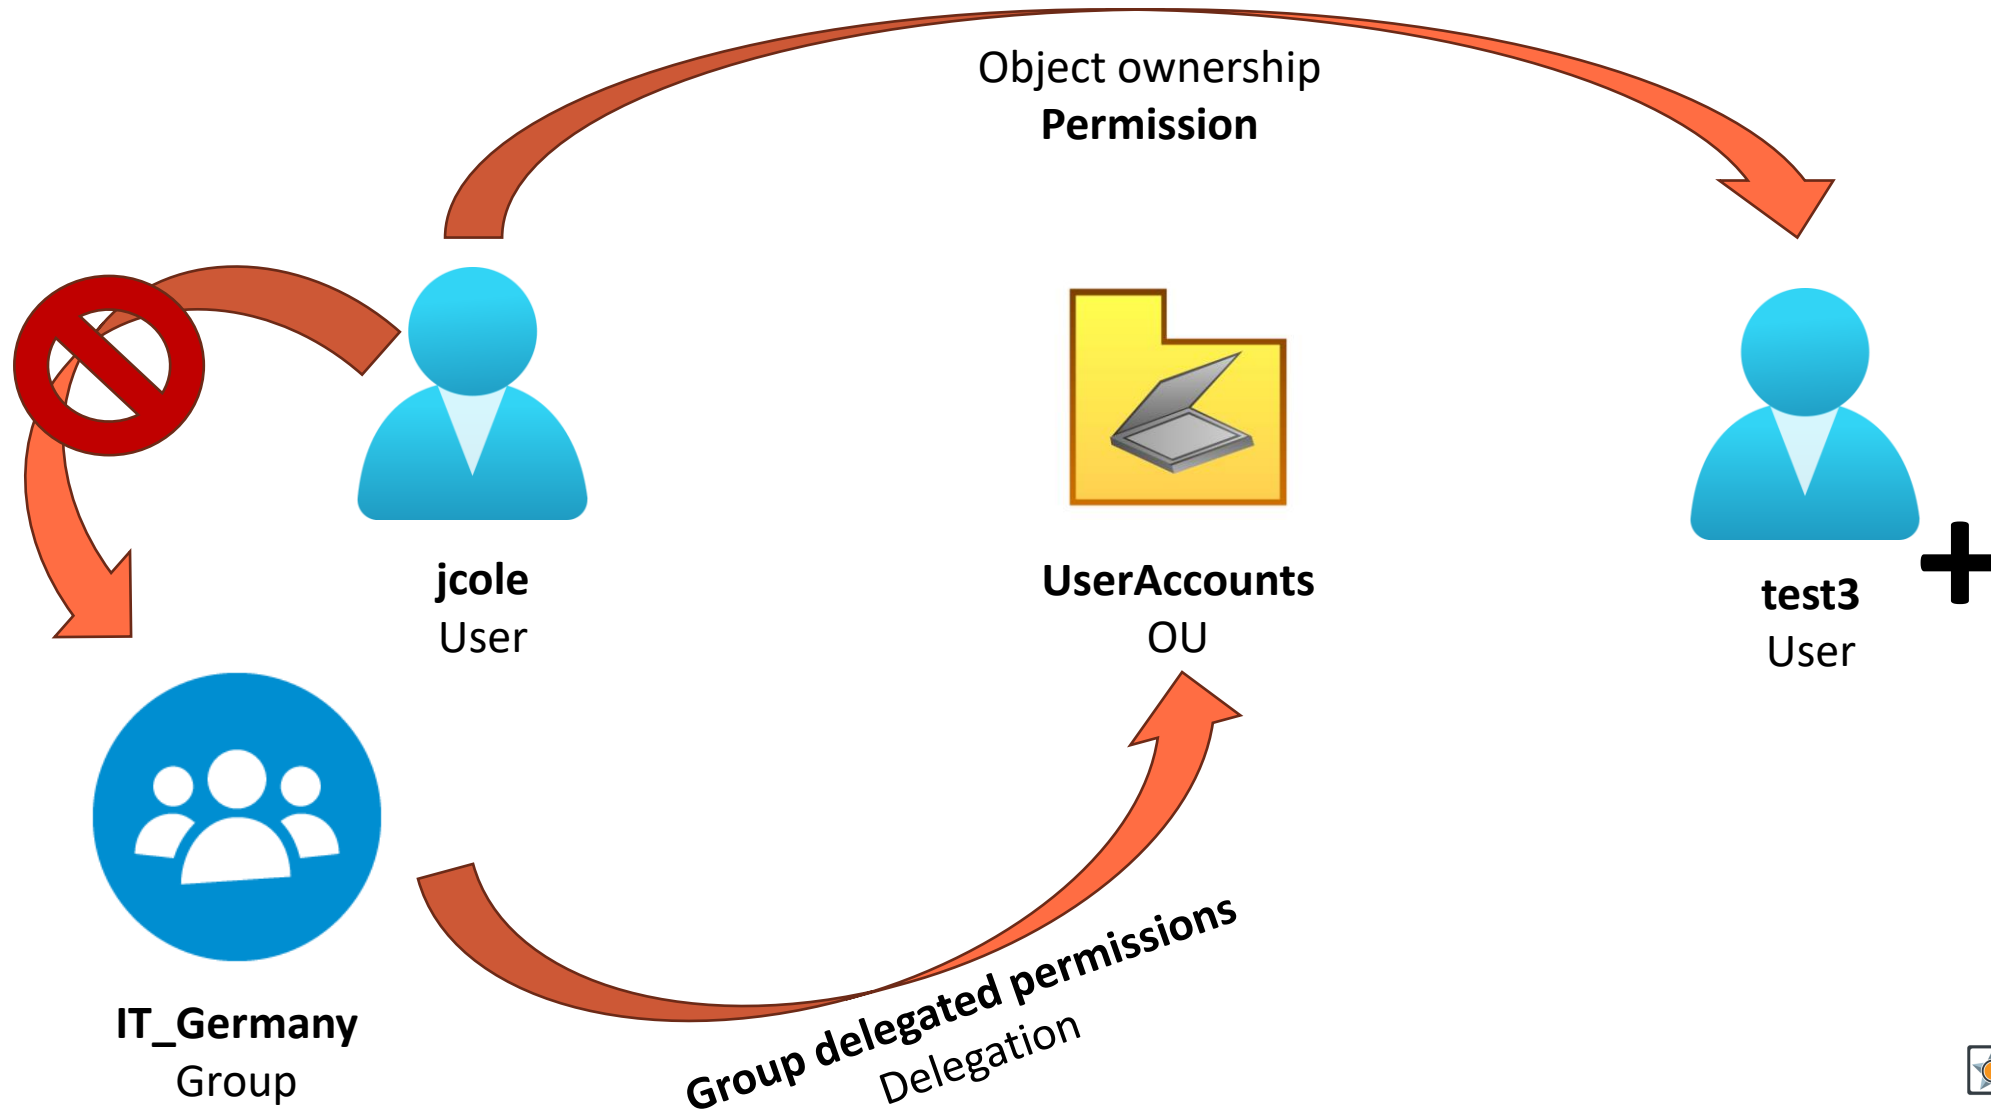 Object ownership
Permission
jcole
User
UserAccounts
OU
test3
User
IT_Germany
Group
Group delegated permissions
Delegation